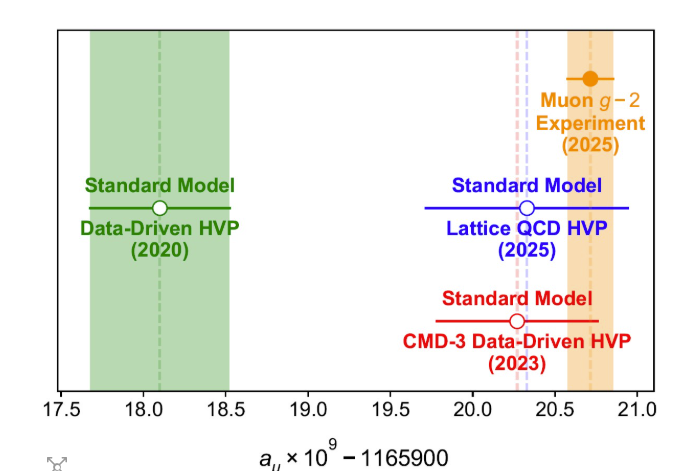 Muon g−2
Experiment
(2025)
Standard Model
Data-Driven HVP
(2020)
Standard Model
Lattice QCD HVP
(2025)
Standard Model
CMD-3 Data-Driven HVP
(2023)
17.5 18.0 18.5 19.0 19.5 20.0 20.5 21.0
aμ × 10⁹ − 1165900